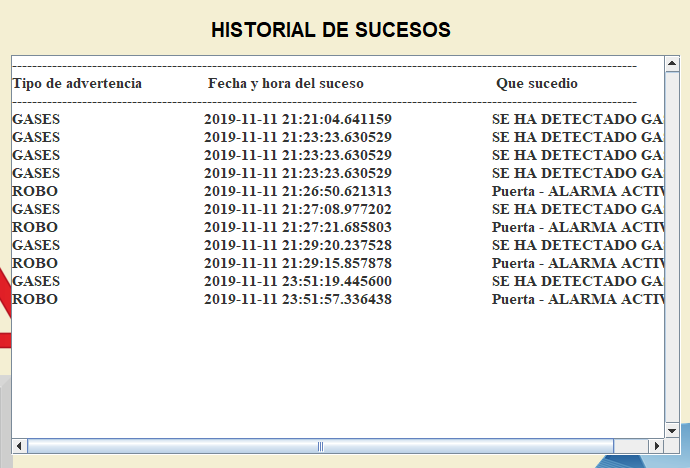 HISTORIAL DE SUCESOS
------------------------------------------------------------------------------------------------------------------------------
Tipo de advertencia Fecha y hora del suceso Que sucedio
------------------------------------------------------------------------------------------------------------------------------
GASES 2019-11-11 21:21:04.641159 SE HA DETECTADO GA
GASES 2019-11-11 21:23:23.630529 SE HA DETECTADO GA
GASES 2019-11-11 21:23:23.630529 SE HA DETECTADO GA
GASES 2019-11-11 21:23:23.630529 SE HA DETECTADO GA
ROBO 2019-11-11 21:26:50.621313 Puerta - ALARMA ACTIV
GASES 2019-11-11 21:27:08.977202 SE HA DETECTADO GA
ROBO 2019-11-11 21:27:21.685803 Puerta - ALARMA ACTIV
GASES 2019-11-11 21:29:20.237528 SE HA DETECTADO GA
ROBO 2019-11-11 21:29:15.857878 Puerta - ALARMA ACTIV
GASES 2019-11-11 23:51:19.445600 SE HA DETECTADO GA
ROBO 2019-11-11 23:51:57.336438 Puerta - ALARMA ACTIV